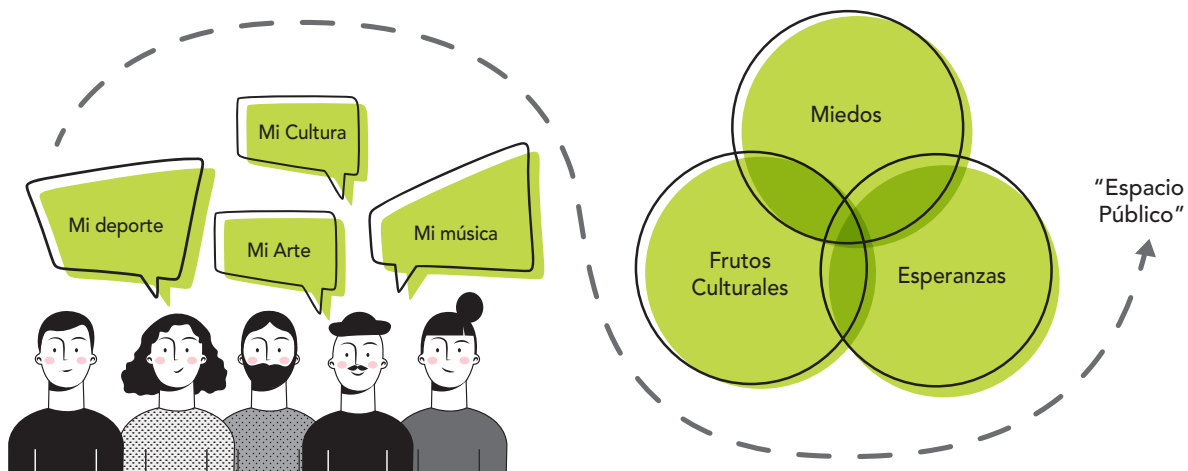 Mi Cultura
Mi deporte
Mi Arte
Mi música
Miedos
Frutos
Culturales
Esperanzas
“Espacio
Público”